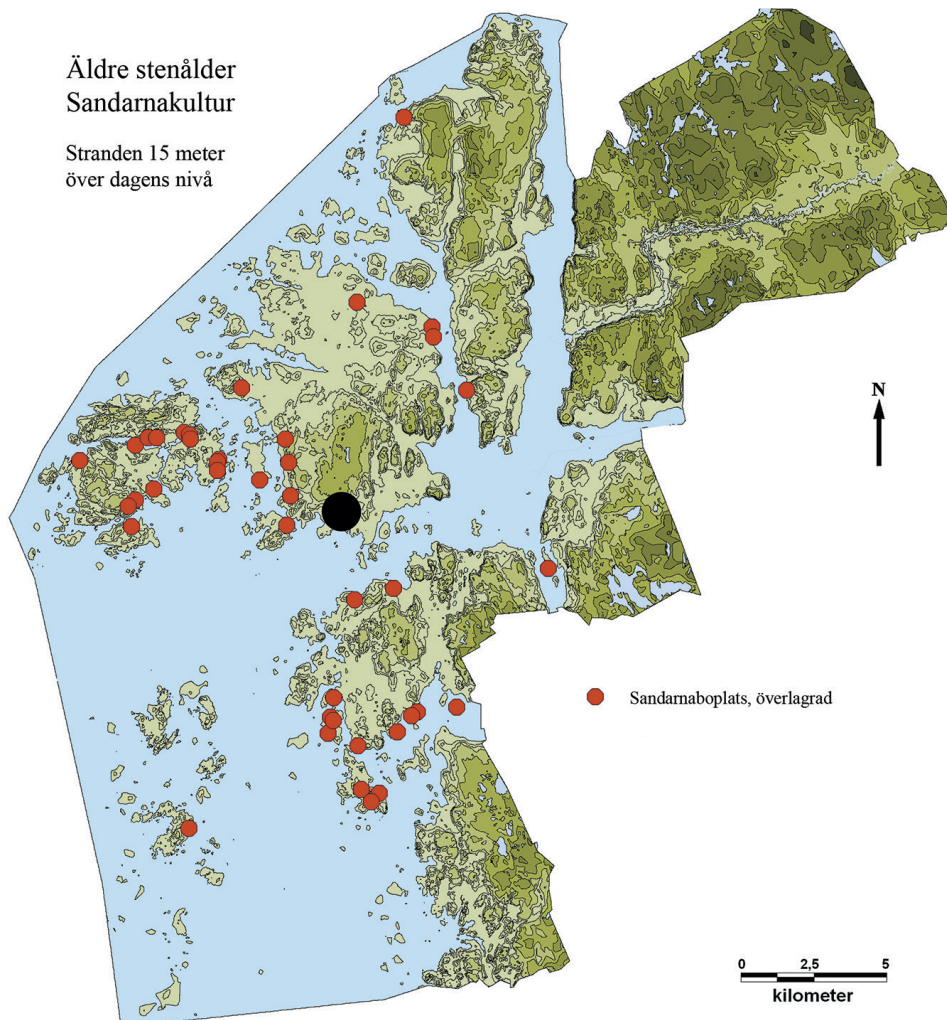 Äldre stenålder
Sandarnakultur
Stranden 15 meter
över dagens nivå
N
Sandarnaboplats, överlagrad
0 2,5 5
kilometer